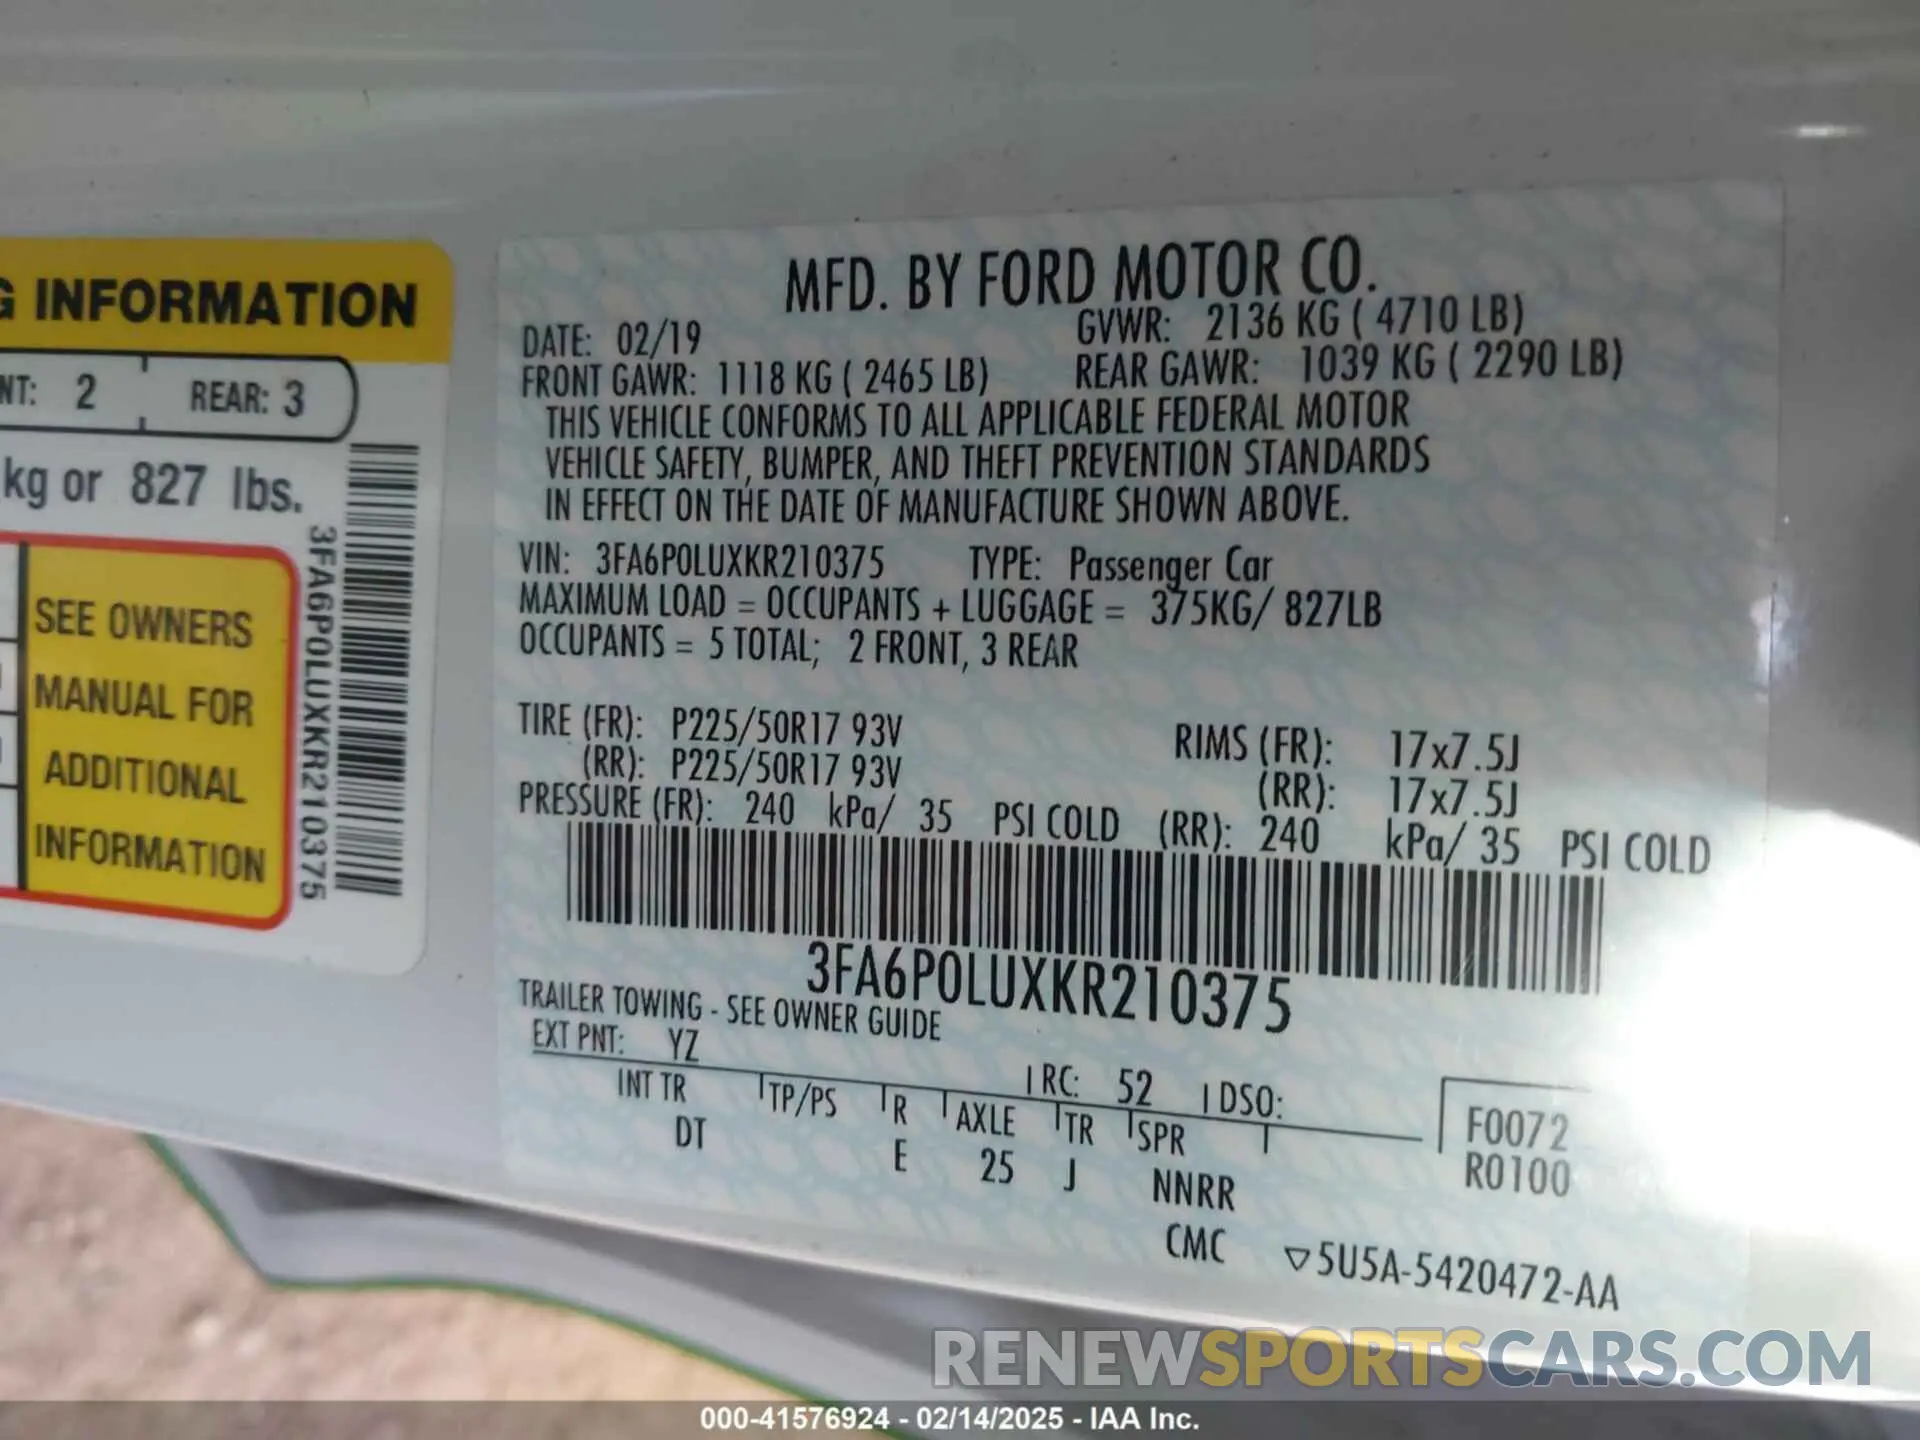 G INFORMATION
NT: 2 REAR: 3
kg or 827 lbs.
SEE OWNERS
MANUAL FOR
ADDITIONAL
INFORMATION
3FA6P0LUXKR210375
MFD. BY FORD MOTOR CO.
DATE: 02/19 GVWR: 2136 KG ( 4710 LB)
FRONT GAWR: 1118 KG ( 2465 LB) REAR GAWR: 1039 KG ( 2290 LB)
THIS VEHICLE CONFORMS TO ALL APPLICABLE FEDERAL MOTOR
VEHICLE SAFETY, BUMPER, AND THEFT PREVENTION STANDARDS
IN EFFECT ON THE DATE OF MANUFACTURE SHOWN ABOVE.
VIN: 3FA6P0LUXKR210375 TYPE: Passenger Car
MAXIMUM LOAD = OCCUPANTS + LUGGAGE = 375KG/ 827LB
OCCUPANTS = 5 TOTAL; 2 FRONT, 3 REAR
TIRE (FR): P225/50R17 93V RIMS (FR): 17x7.5J
(RR): P225/50R17 93V (RR): 17x7.5J
PRESSURE (FR): 240 kPa/ 35 PSI COLD (RR): 240 kPa/ 35 PSI COLD
3FA6P0LUXKR210375
TRAILER TOWING - SEE OWNER GUIDE
EXT PNT: YZ RC: 52 DSO:
INT TR TP/PS R AXLE TR SPR
DT E 25 J NNRR
CMC
F0072
R0100
▽5U5A-5420472-AA
RENEWSPORTSCARS.COM
000-41576924 - 02/14/2025 - IAA Inc.